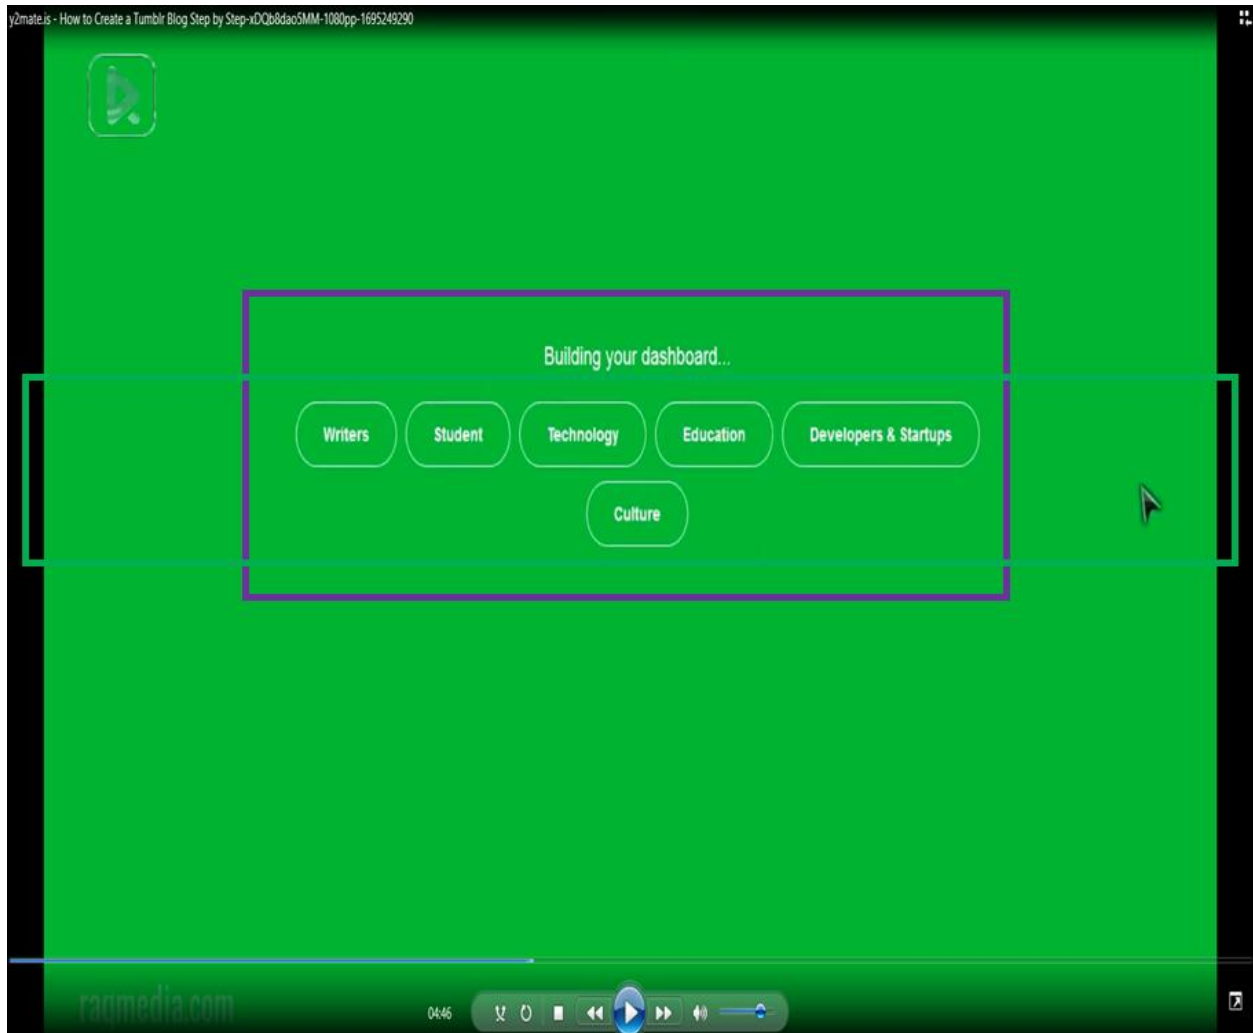 y2mate.is - How to Create a Tumblr Blog Step by Step-xDQb8dao5MM-1080pp-1695249290
Building your dashboard...
Writers Student Technology Education Developers & Startups
Culture
raqmedia.com
04:46